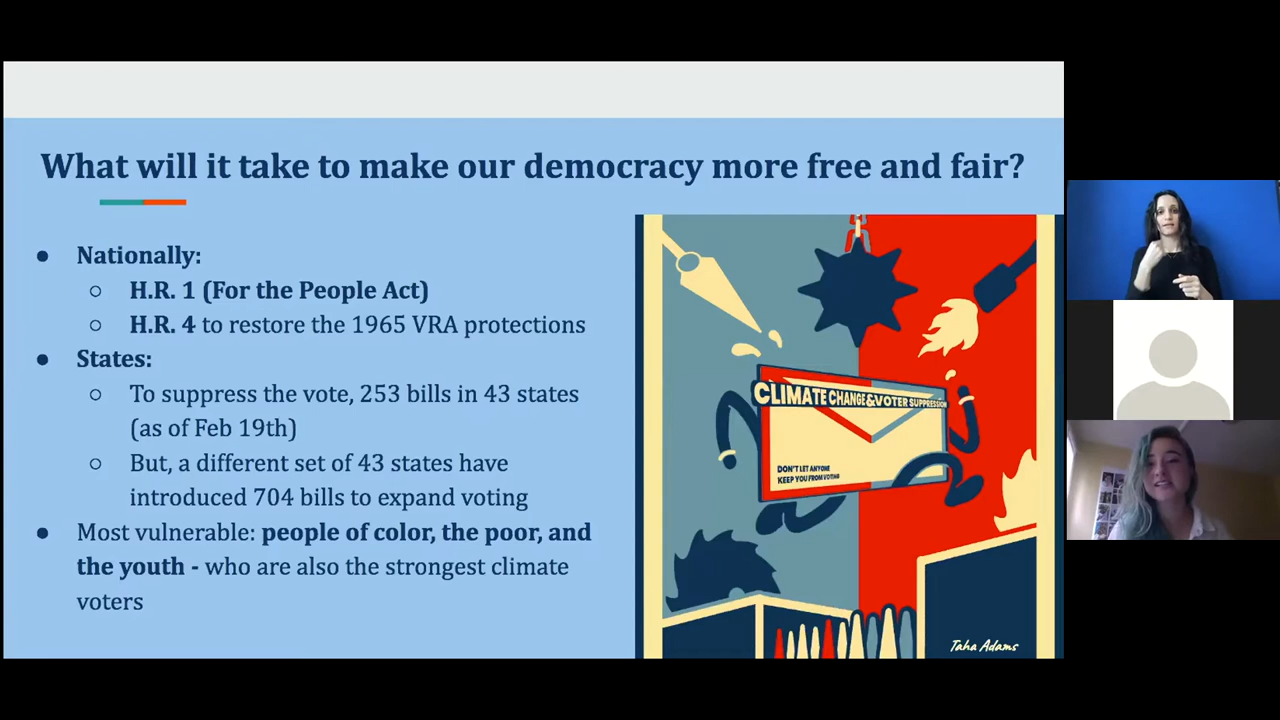 What will it take to make our democracy more free and fair?
● Nationally:
○ H.R. 1 (For the People Act)
○ H.R. 4 to restore the 1965 VRA protections
● States:
○ To suppress the vote, 253 bills in 43 states
(as of Feb 19th)
○ But, a different set of 43 states have
introduced 704 bills to expand voting
● Most vulnerable: people of color, the poor, and
the youth - who are also the strongest climate
voters
CLIMATE CHANGE & VOTER SUPPRESSION
DON'T LET ANYONE
KEEP YOU FROM VOTING
Taha Adams